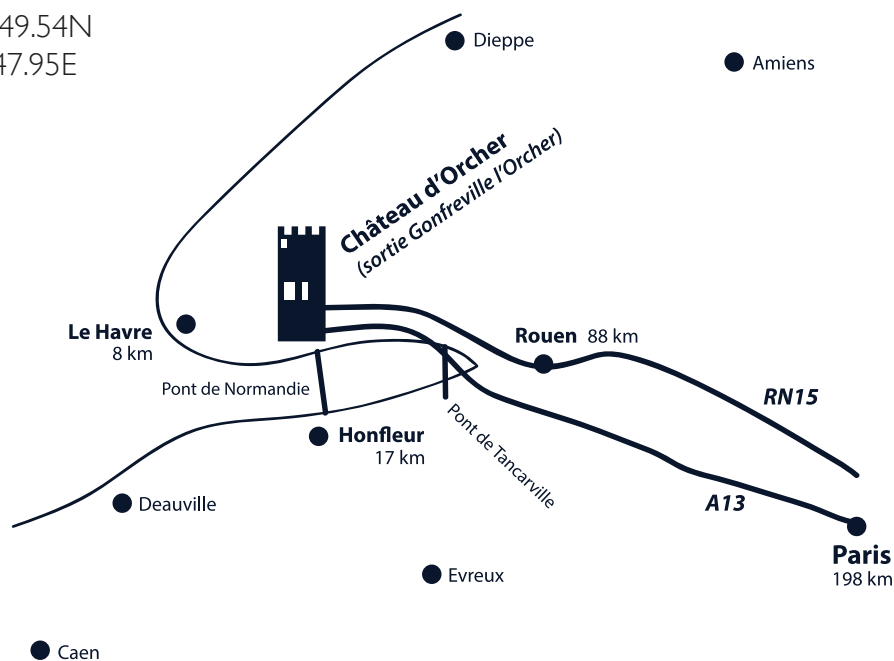 49.54N
47.95E
Dieppe
Amiens
Château d'Orcher
(sortie Gonfreville l'Orcher)
Le Havre
8 km
Rouen 88 km
Pont de Normandie
RN15
Honfleur
17 km
Pont de Tancarville
Deauville
A13
Paris
198 km
Evreux
Caen